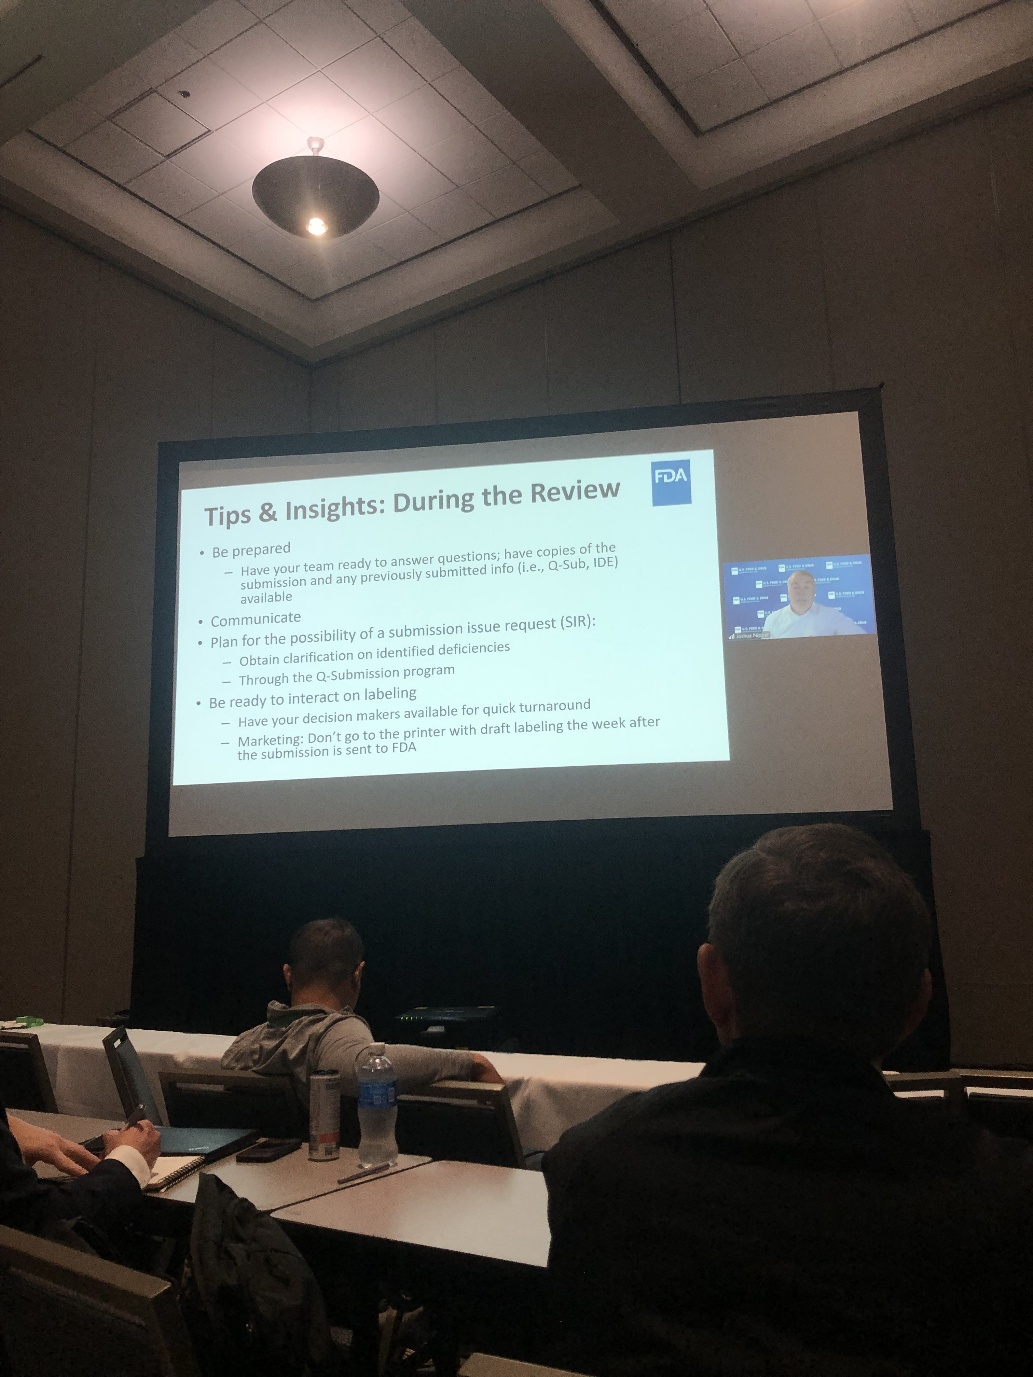 Tips & Insights: During the Review
FDA
• Be prepared
– Have your team ready to answer questions; have copies of the
submission and any previously submitted info (i.e., Q-Sub, IDE)
available
• Communicate
• Plan for the possibility of a submission issue request (SIR):
– Obtain clarification on identified deficiencies
– Through the Q-Submission program
• Be ready to interact on labeling
– Have your decision makers available for quick turnaround
– Marketing: Don't go to the printer with draft labeling the week after
the submission is sent to FDA